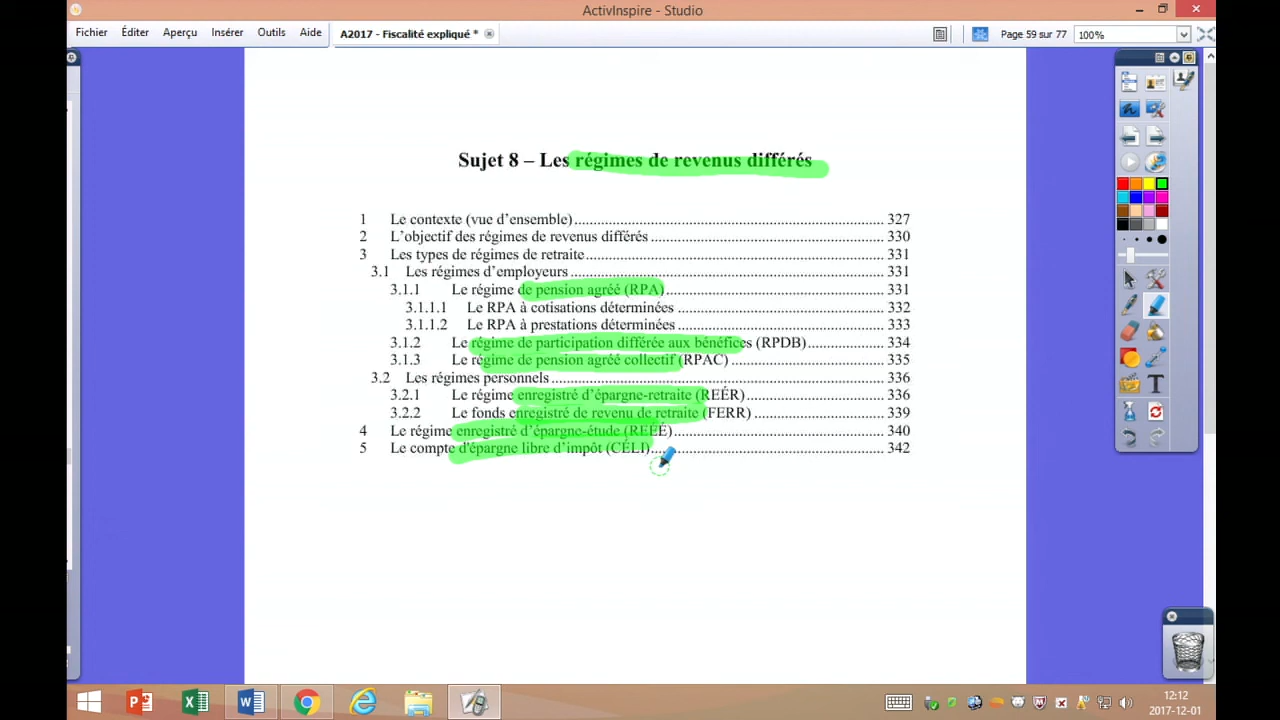 ActivInspire - Studio
Fichier Éditer Aperçu Insérer Outils Aide A2017 - Fiscalité expliqué * Page 59 sur 77 100%
Sujet 8 – Les régimes de revenus différés
1 Le contexte (vue d'ensemble) 327
2 L'objectif des régimes de revenus différés 330
3 Les types de régimes de retraite 331
3.1 Les régimes d'employeurs 331
3.1.1 Le régime de pension agréé (RPA) 331
3.1.1.1 Le RPA à cotisations déterminées 332
3.1.1.2 Le RPA à prestations déterminées 333
3.1.2 Le régime de participation différée aux bénéfices (RPDB) 334
3.1.3 Le régime de pension agréé collectif (RPAC) 335
3.2 Les régimes personnels 336
3.2.1 Le régime enregistré d'épargne-retraite (REÉR) 336
3.2.2 Le fonds enregistré de revenu de retraite (FERR) 339
4 Le régime enregistré d'épargne-étude (REÉÉ) 340
5 Le compte d'épargne libre d'impôt (CÉLI) 342
12:12
2017-12-01